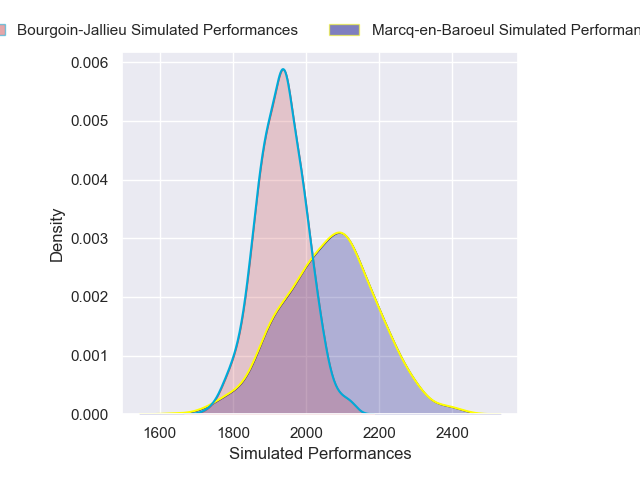 Bourgoin-Jallieu Simulated Performances Marcq-en-Baroeul Simulated
0.006
0.005
0.004
0.003
0.002
0.001
0.000
Density
1600 1800 2000 2200 2400
Simulated Performances